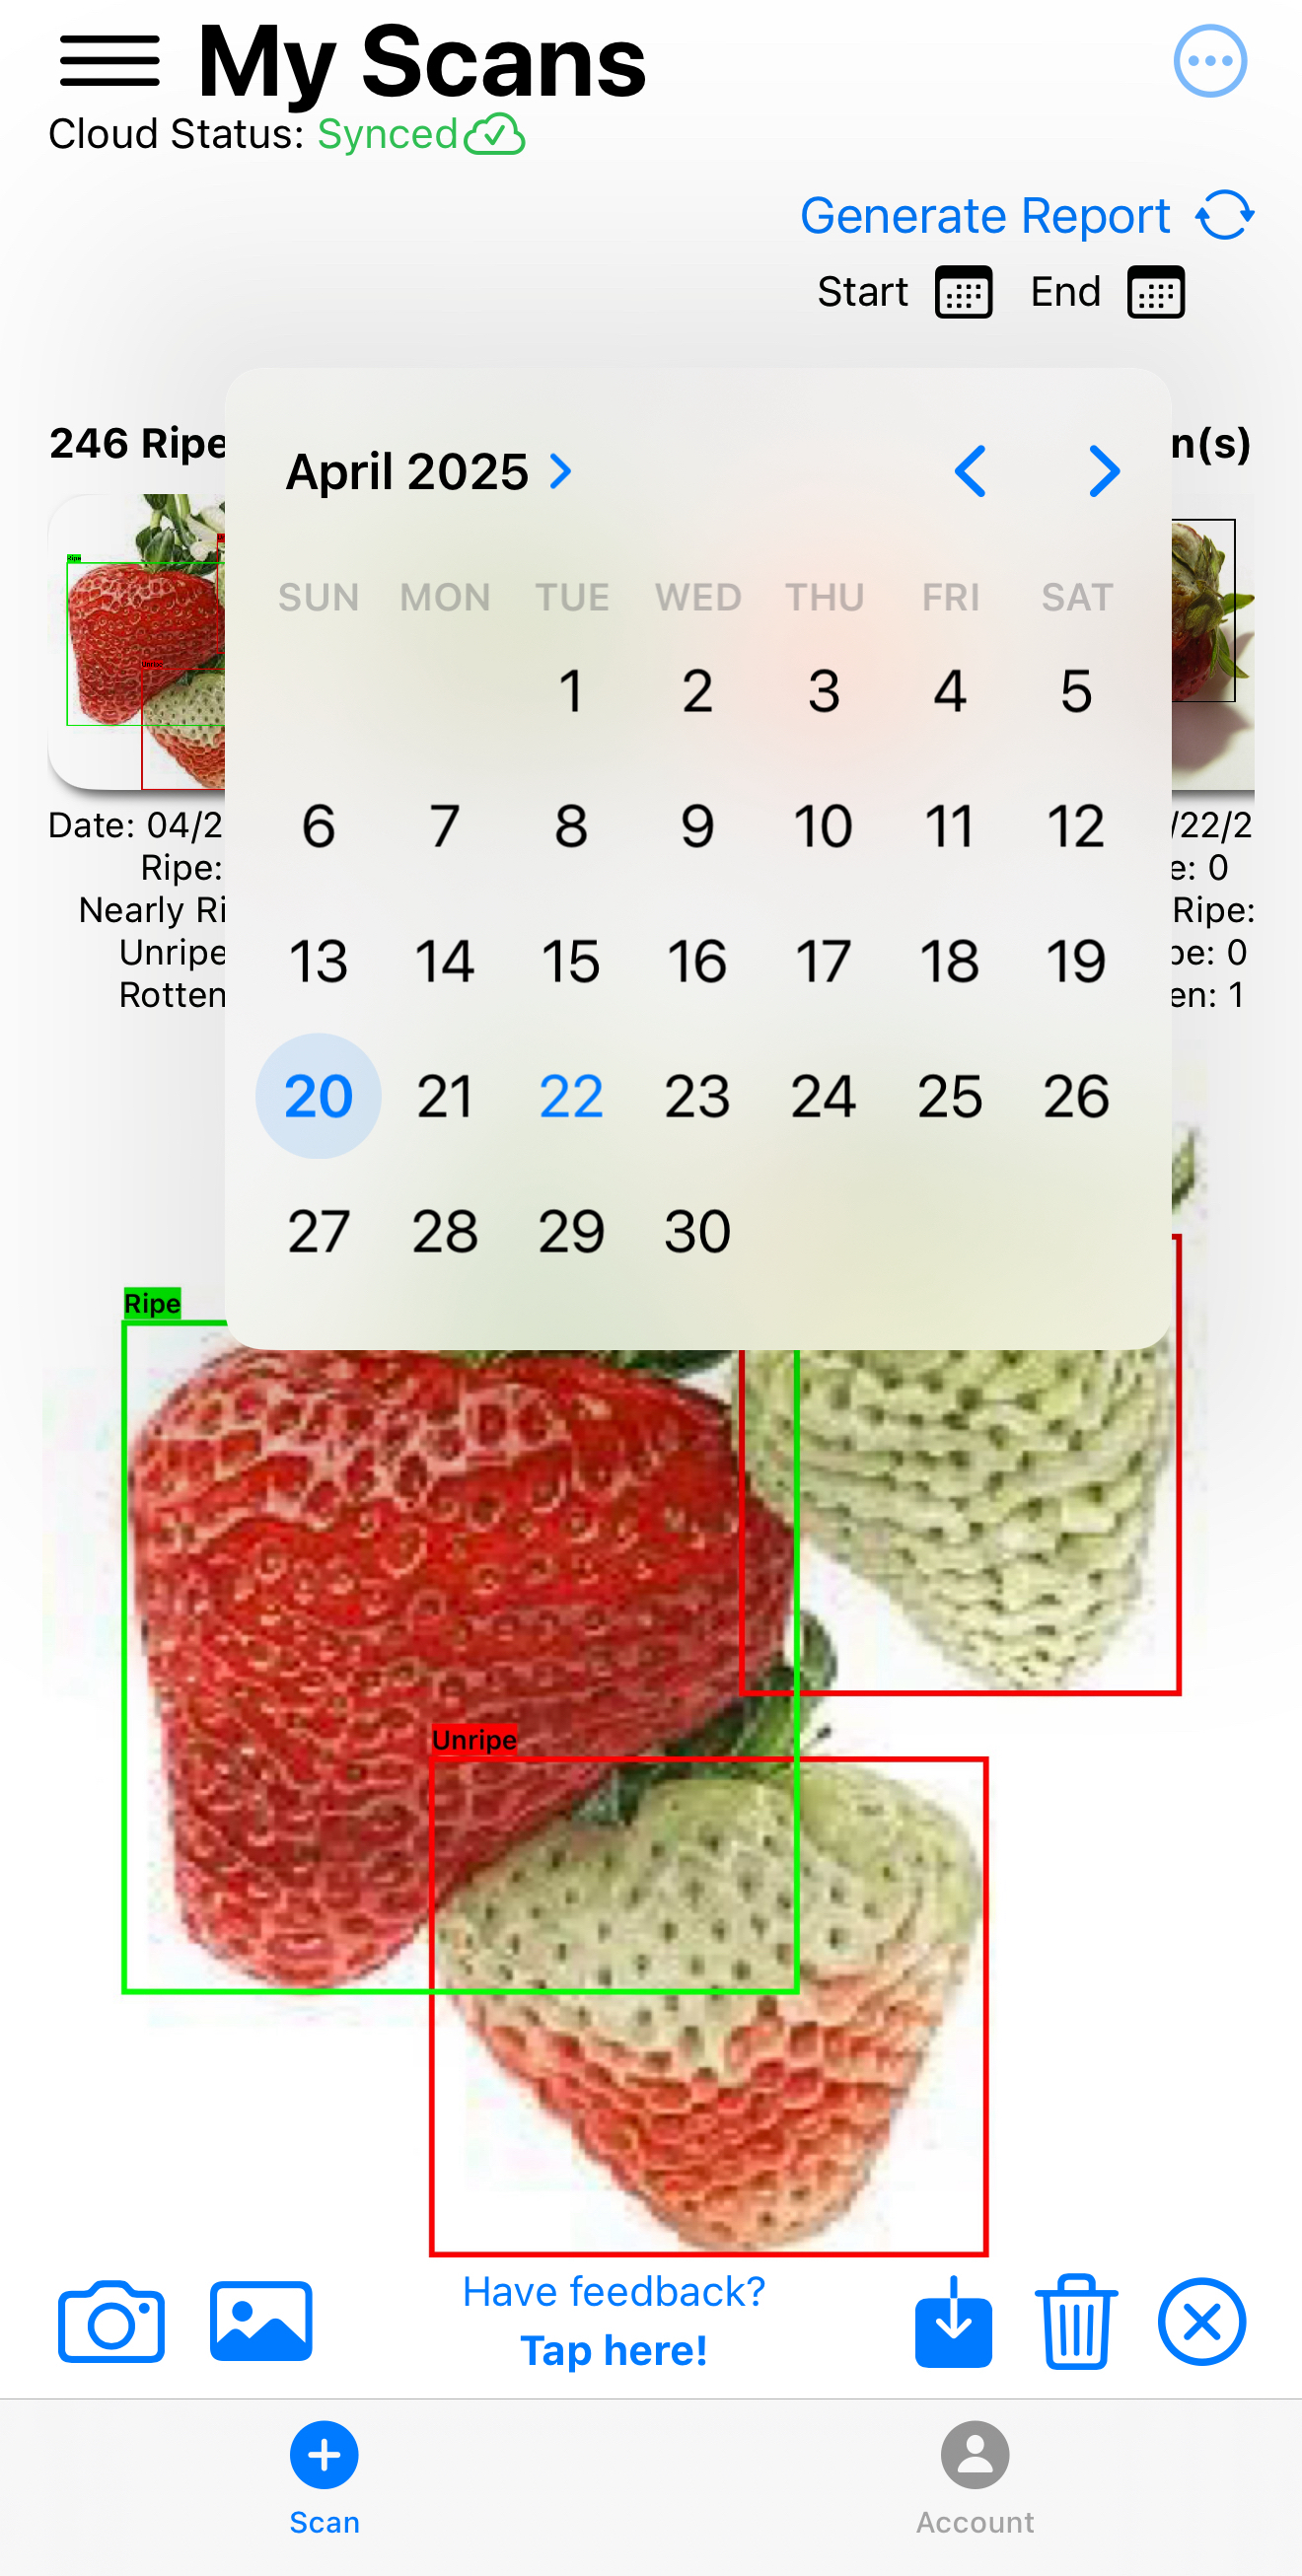 My Scans
Cloud Status: Synced
Generate Report
Start End
246 Ripe
n(s)
April 2025
SUN MON TUE WED THU FRI SAT
1 2 3 4 5
6 7 8 9 10 11 12
13 14 15 16 17 18 19
20 21 22 23 24 25 26
27 28 29 30
Ripe
Date: 04/2
Ripe:
Nearly Ri
Unripe
Rotten
/22/2
e: 0
Ripe:
pe: 0
en: 1
Ripe
Unripe
Have feedback?
Tap here!
Scan
Account